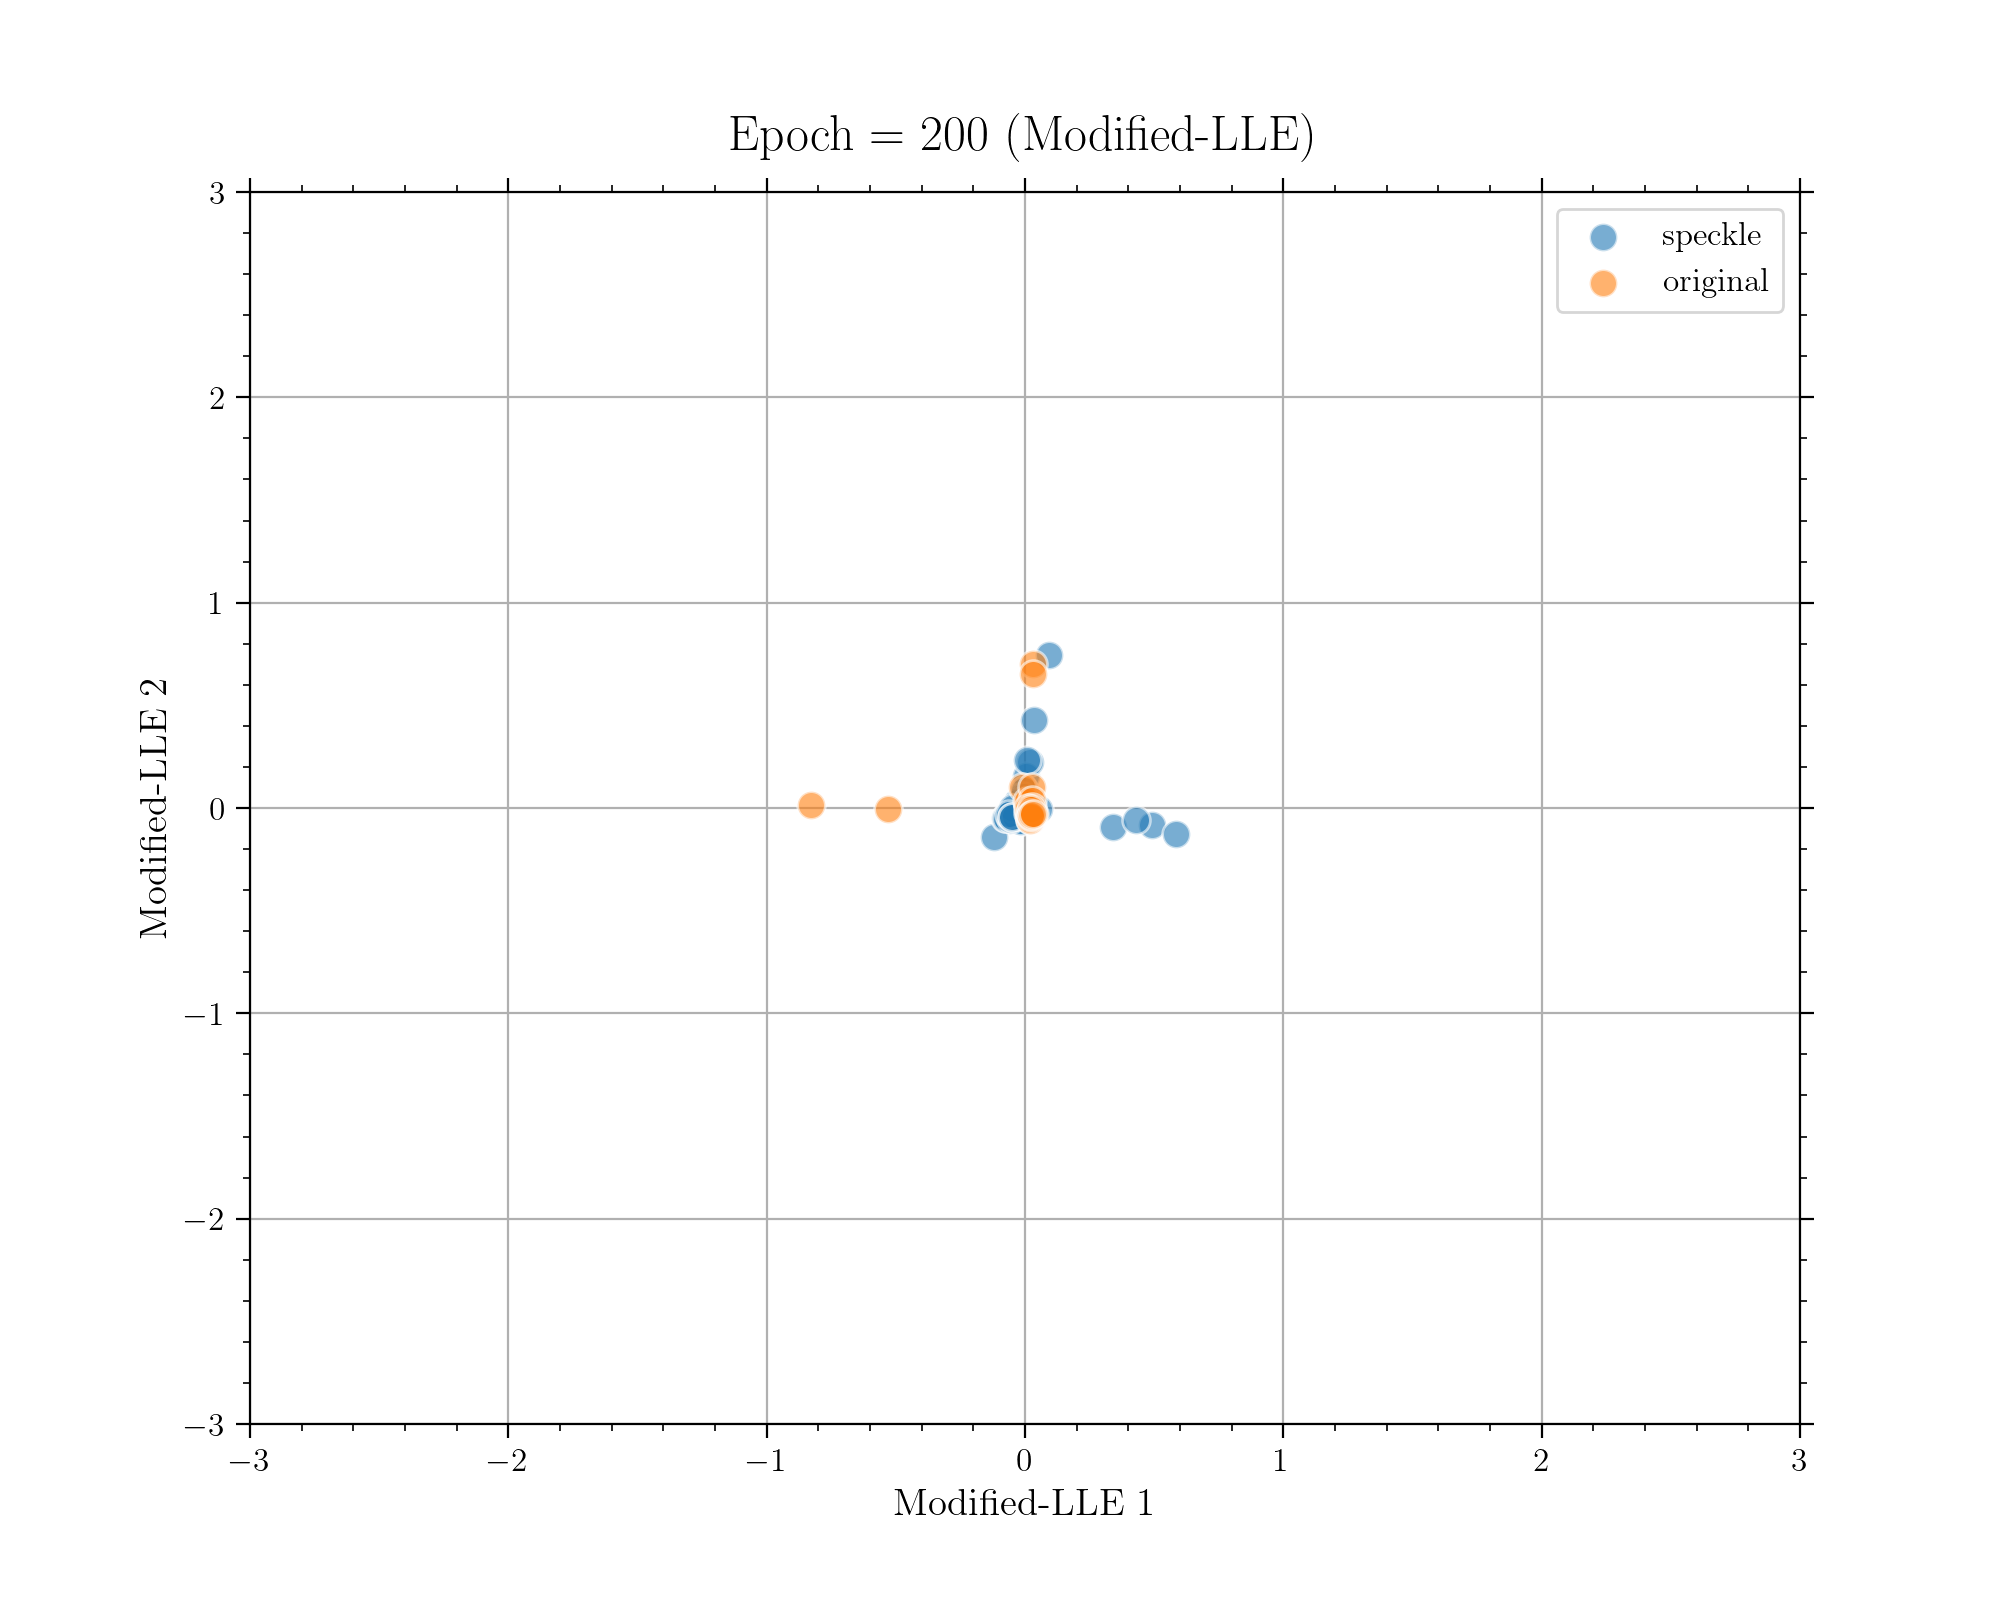 Epoch = 200 (Modified-LLE)
speckle
original
3
2
1
0
−1
−2
−3
Modified-LLE 2
−3
−2
−1
0
1
2
3
Modified-LLE 1